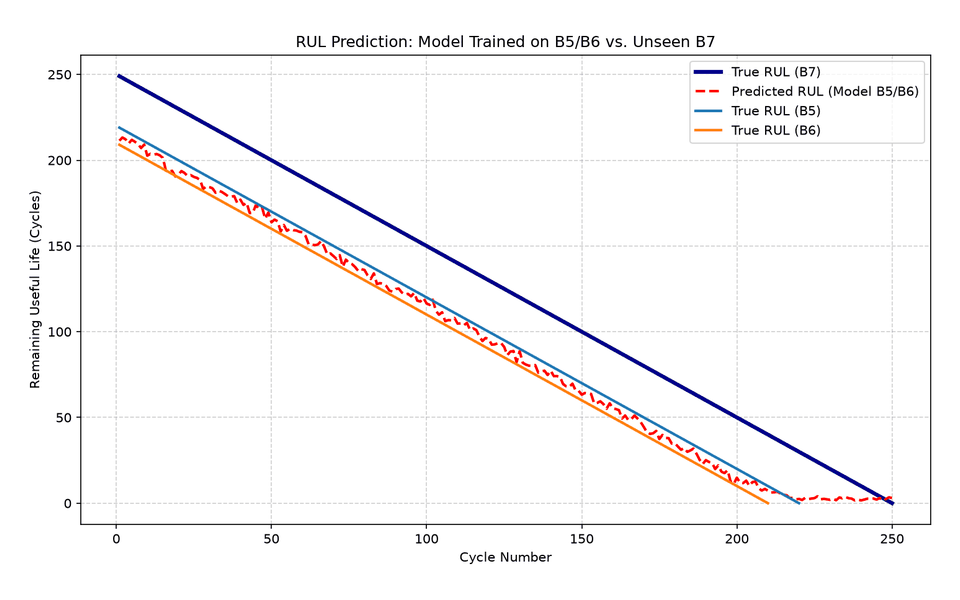 RUL Prediction: Model Trained on B5/B6 vs. Unseen B7
True RUL (B7)
Predicted RUL (Model B5/B6)
True RUL (B5)
True RUL (B6)
Remaining Useful Life (Cycles)
250
200
150
100
50
0
0 50 100 150 200 250
Cycle Number